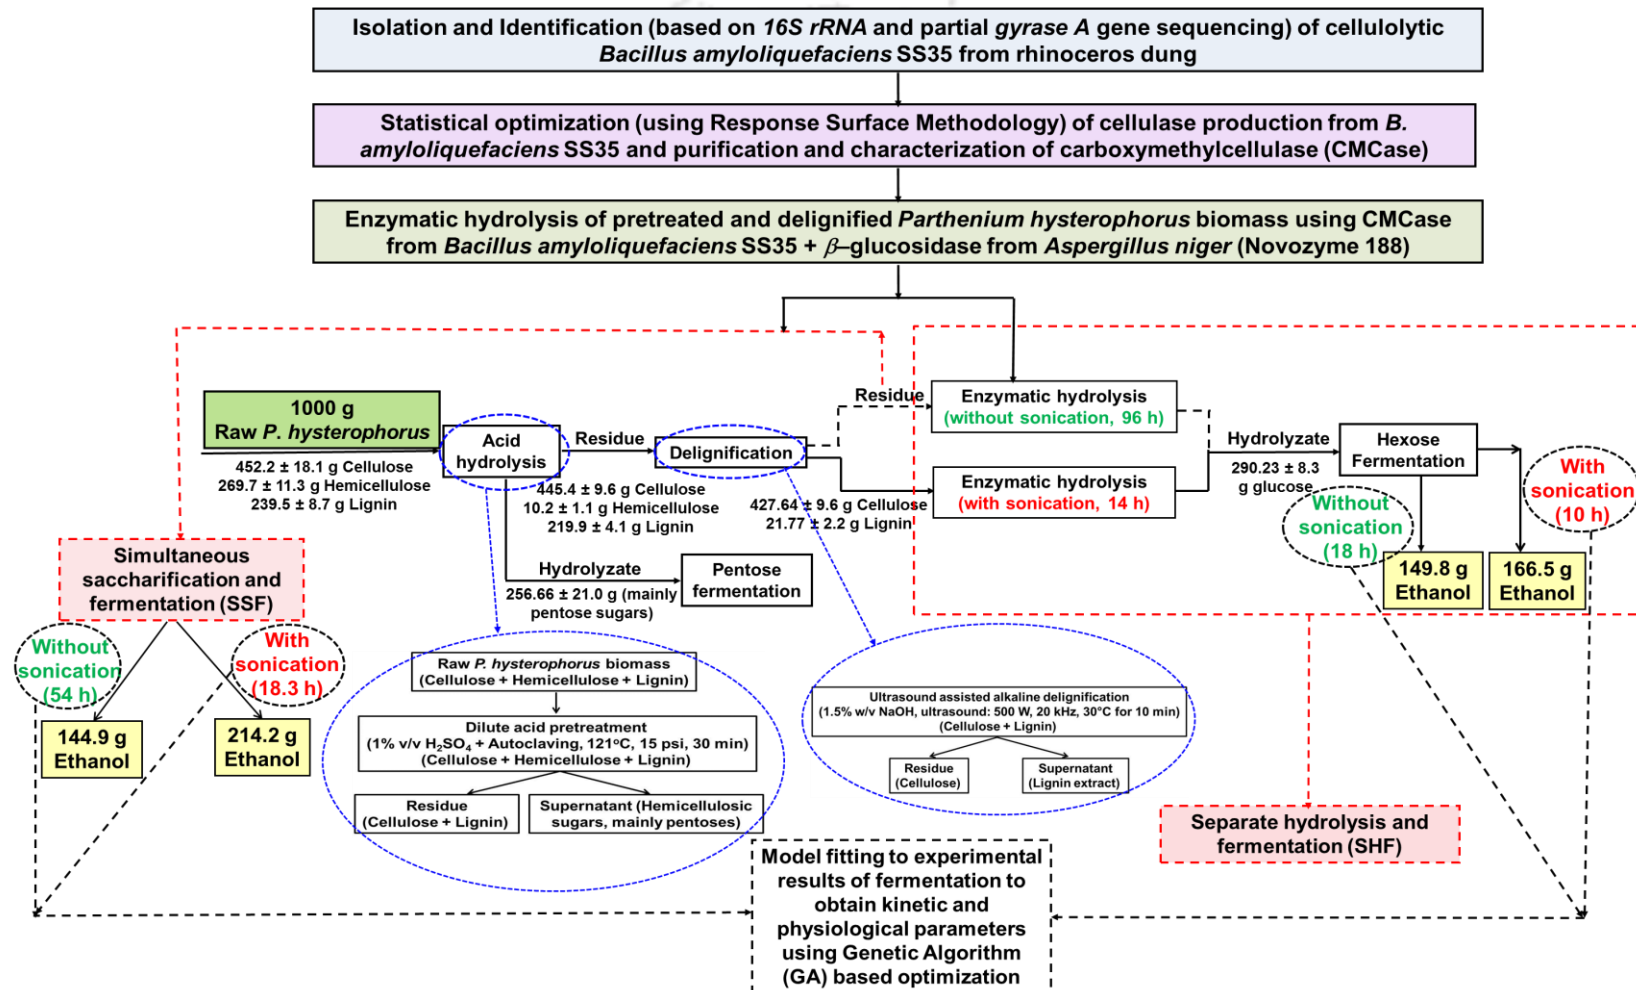 Isolation and Identification (based on 16S rRNA and partial gyrase A gene sequencing) of cellulolytic
Bacillus amyloliquefaciens SS35 from rhinoceros dung
Statistical optimization (using Response Surface Methodology) of cellulase production from B.
amyloliquefaciens SS35 and purification and characterization of carboxymethylcellulase (CMCase)
Enzymatic hydrolysis of pretreated and delignified Parthenium hysterophorus biomass using CMCase
from Bacillus amyloliquefaciens SS35 + β–glucosidase from Aspergillus niger (Novozyme 188)
1000 g
Raw P. hysterophorus
452.2 ± 18.1 g Cellulose
269.7 ± 11.3 g Hemicellulose
239.5 ± 8.7 g Lignin
Acid
hydrolysis
Residue
445.4 ± 9.6 g Cellulose
10.2 ± 1.1 g Hemicellulose
219.9 ± 4.1 g Lignin
Delignification
Residue
427.64 ± 9.6 g Cellulose
21.77 ± 2.2 g Lignin
Enzymatic hydrolysis
(without sonication, 96 h)
Enzymatic hydrolysis
(with sonication, 14 h)
Hydrolyzate
290.23 ± 8.3
g glucose
Hexose
Fermentation
With
sonication
(10 h)
Without
sonication
(18 h)
149.8 g
Ethanol
166.5 g
Ethanol
Hydrolyzate
256.66 ± 21.0 g (mainly
pentose sugars)
Pentose
fermentation
Simultaneous
saccharification and
fermentation (SSF)
Without
sonication
(54 h)
With
sonication
(18.3 h)
144.9 g
Ethanol
214.2 g
Ethanol
Raw P. hysterophorus biomass
(Cellulose + Hemicellulose + Lignin)
Dilute acid pretreatment
(1% v/v H₂SO₄ + Autoclaving, 121°C, 15 psi, 30 min)
(Cellulose + Hemicellulose + Lignin)
Residue
(Cellulose + Lignin)
Supernatant (Hemicellulosic
sugars, mainly pentoses)
Ultrasound assisted alkaline delignification
(1.5% w/v NaOH, ultrasound: 500 W, 20 kHz, 30°C for 10 min)
(Cellulose + Lignin)
Residue
(Cellulose)
Supernatant
(Lignin extract)
Separate hydrolysis and
fermentation (SHF)
Model fitting to experimental
results of fermentation to
obtain kinetic and
physiological parameters
using Genetic Algorithm
(GA) based optimization